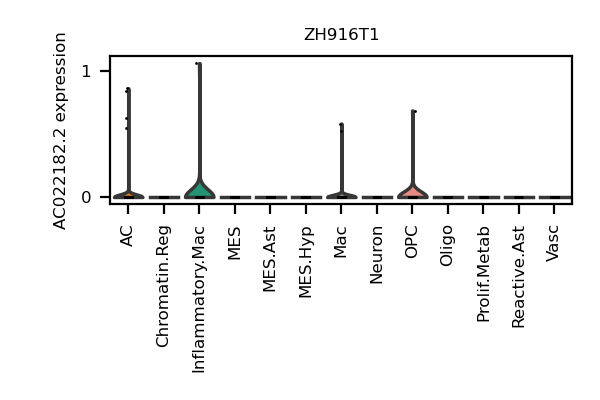 ZH916T1
AC022182.2 expression
1
0
AC
Chromatin.Reg
Inflammatory.Mac
MES
MES.Ast
MES.Hyp
Mac
Neuron
OPC
Oligo
Prolif.Metab
Reactive.Ast
Vasc